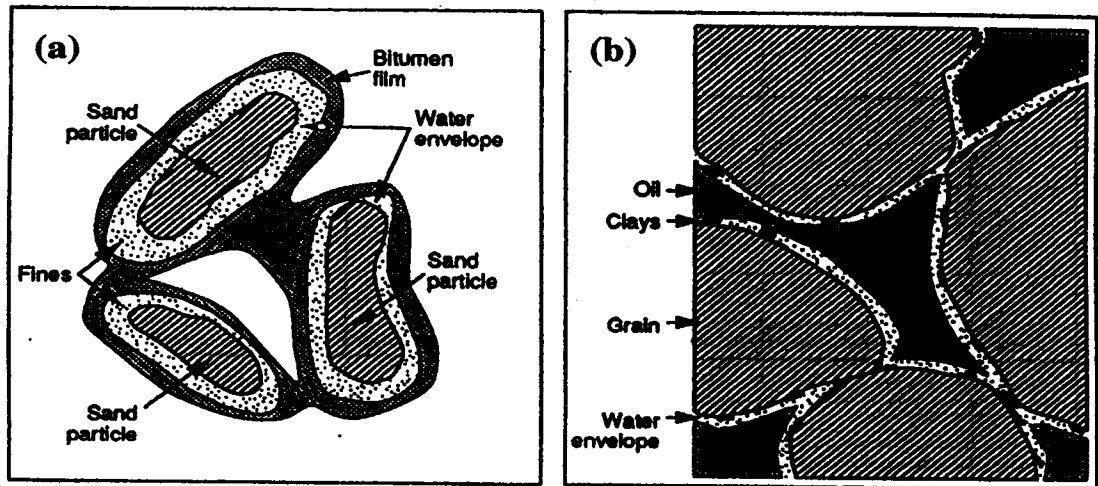 (a)
Bitumen
film
Sand
particle
Water
envelope
Fines
Sand
particle
Sand
particle
(b)
Oil
Clays
Grain
Water
envelope